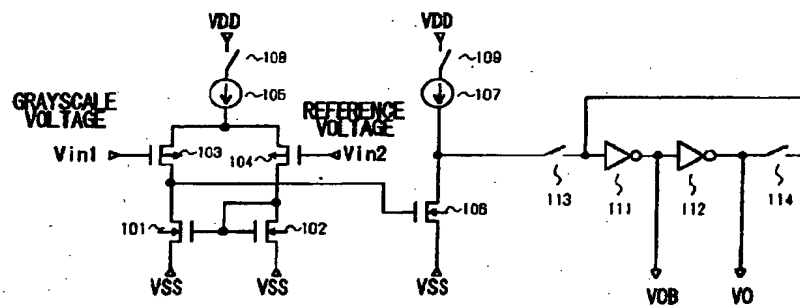 VDD
VDD
108
109
105
107
GRAYSCALE
VOLTAGE
REFERENCE
VOLTAGE
Vin1
103
104
Vin2
113
111
112
114
106
101
102
VSS
VSS
VSS
VOB
VO